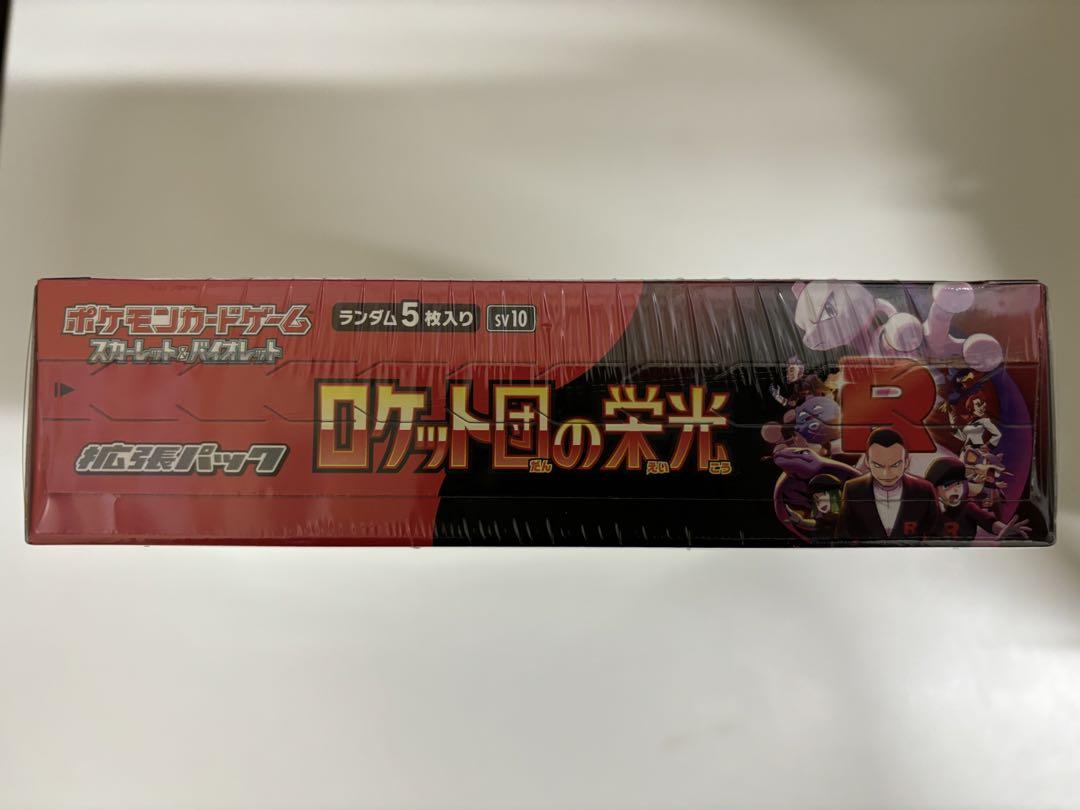 ポケモンカードゲーム
スカーレット&バイオレット
ランダム5枚入り
SV10
拡張パック
ロケット団の栄光
だん えい こう
R
R R